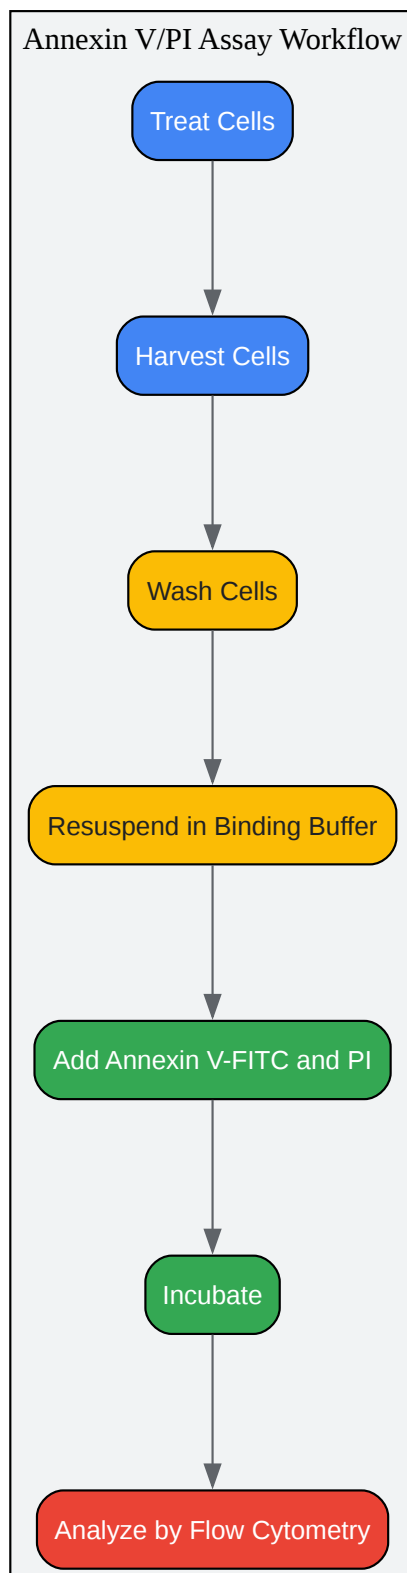 Annexin V/PI Assay Workflow
Treat Cells
Harvest Cells
Wash Cells
Resuspend in Binding Buffer
Add Annexin V-FITC and PI
Incubate
Analyze by Flow Cytometry